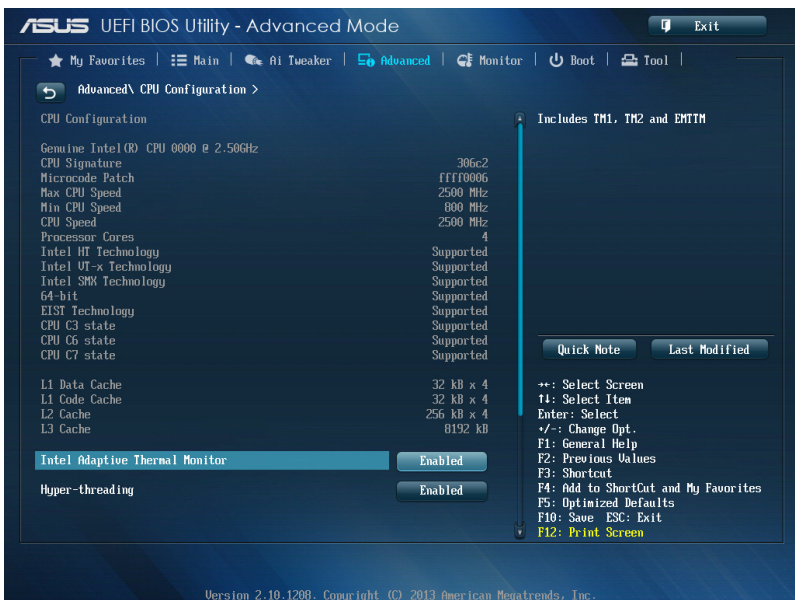 ASUS UEFI BIOS Utility - Advanced Mode
Exit
My Favorites | Main | Ai Tweaker | Advanced | Monitor | Boot | Tool |
Advanced\ CPU Configuration >
CPU Configuration
Includes TM1, TM2 and EMTTM
Genuine Intel(R) CPU 0000 @ 2.50GHz
CPU Signature 306c2
Microcode Patch ffff0006
Max CPU Speed 2500 MHz
Min CPU Speed 800 MHz
CPU Speed 2500 MHz
Processor Cores 4
Intel HT Technology Supported
Intel VT-x Technology Supported
Intel SMX Technology Supported
64-bit Supported
EIST Technology Supported
CPU C3 state Supported
CPU C6 state Supported
CPU C7 state Supported
L1 Data Cache 32 kB x 4
L1 Code Cache 32 kB x 4
L2 Cache 256 kB x 4
L3 Cache 8192 kB
Intel Adaptive Thermal Monitor Enabled
Hyper-threading Enabled
Quick Note Last Modified
→←: Select Screen
↑↓: Select Item
Enter: Select
+/-: Change Opt.
F1: General Help
F2: Previous Values
F3: Shortcut
F4: Add to ShortCut and My Favorites
F5: Optimized Defaults
F10: Save ESC: Exit
F12: Print Screen
Version 2.10.1208. Copyright (C) 2013 American Megatrends, Inc.